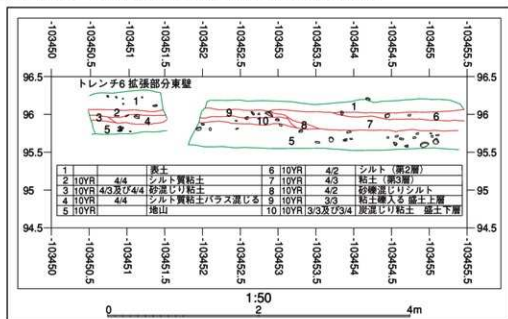 -103450 -103450.5 -103451 -103451.5 -103452 -103452.5 -103453 -103453.5 -103454 -103454.5 -103455 -103455.5
96.5 96.5
トレンチ6 拡張部分東壁
1 1
2 9 6
96 3 4 10 7 96
5 8
5
1 表土 6 10YR 4/2 シルト (第2層)
2 10YR 4/4 シルト質粘土 7 10YR 4/3 粘土 (第3層)
3 10YR 4/3及び4/4 砂混じり粘土 8 10YR 4/2 砂礫混じりシルト
4 10YR 4/4 シルト質粘土バラス混じる 9 10YR 3/3 粘土礫入る 盛土上層
5 10YR 地山 10 10YR 3/3及び3/4 炭混じり粘土 盛土下層
95 95
94.5 94.5
-103450 -103450.5 -103451 -103451.5 -103452 -103452.5 -103453 -103453.5 -103454 -103454.5 -103455 -103455.5
1:50
0 2 4m